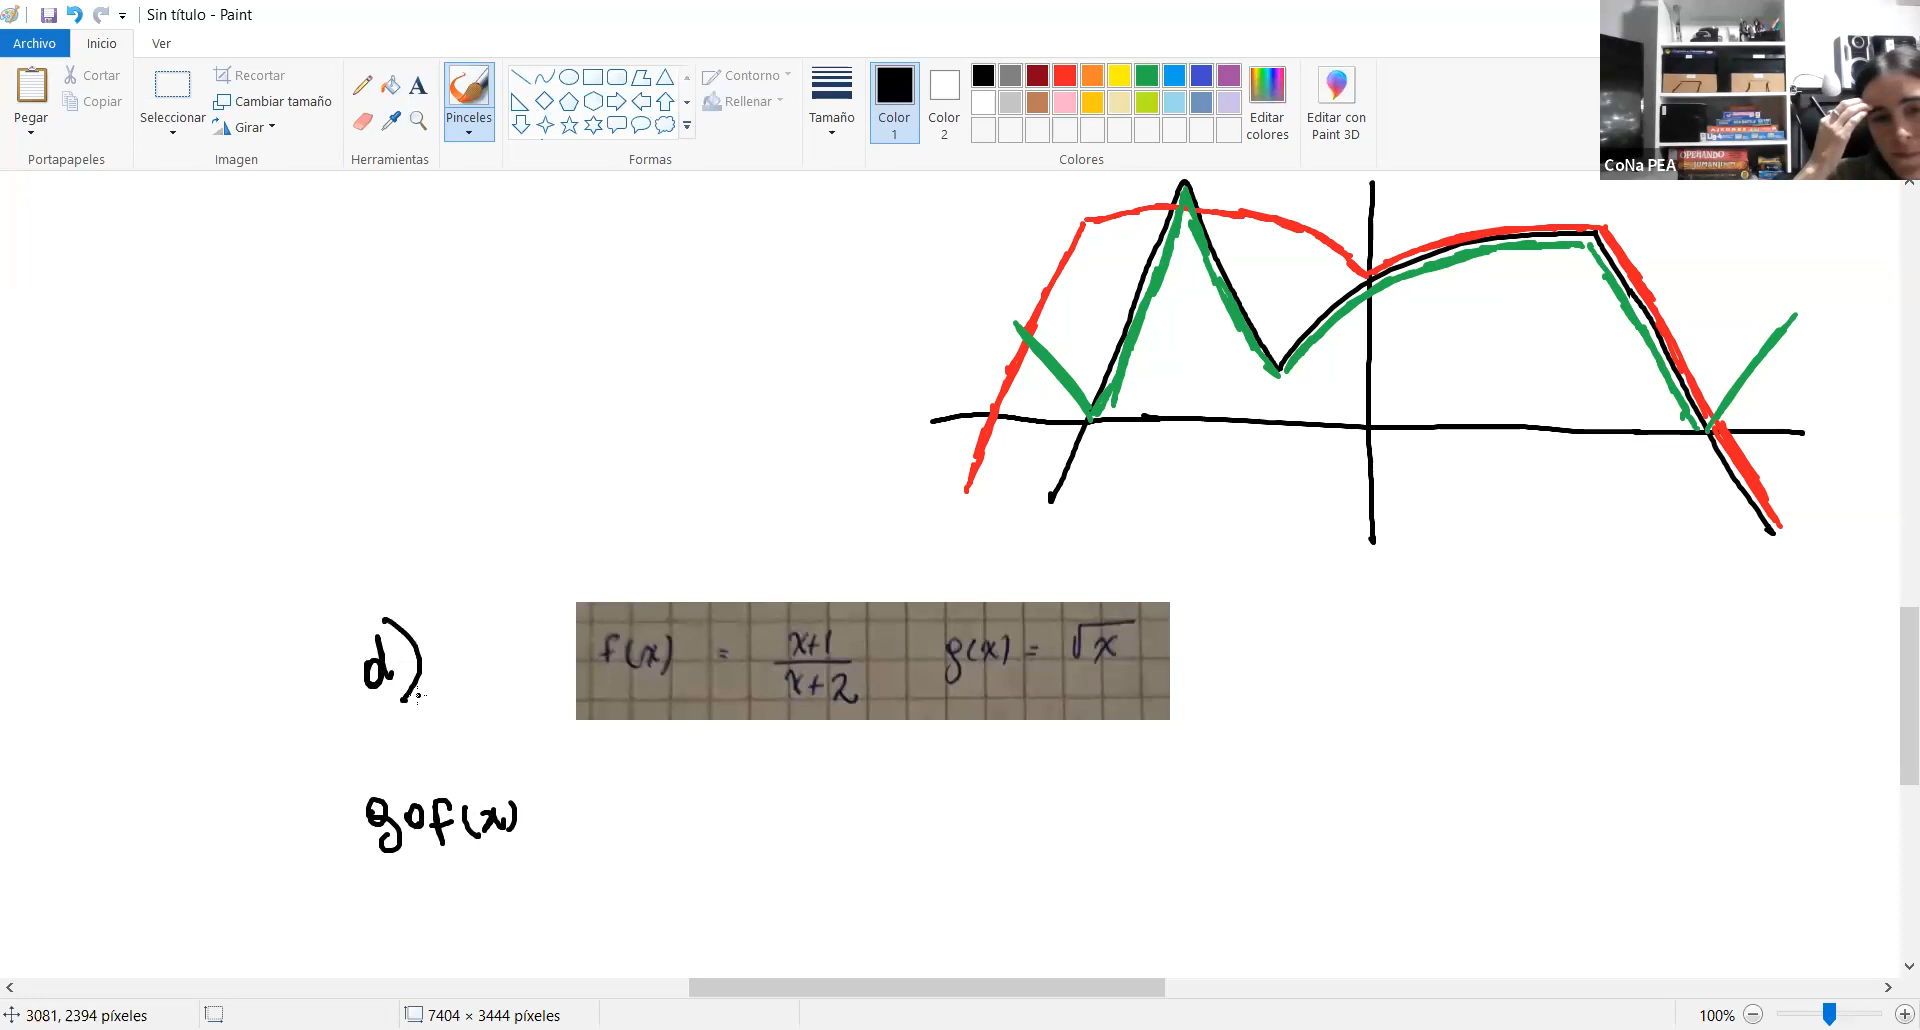 Sin título - Paint
Archivo Inicio Ver
Pegar
Cortar
Copiar
Portapapeles
Seleccionar
Recortar
Cambiar tamaño
Girar
Imagen
A
Herramientas
Pinceles
Contorno
Rellenar
Formas
Tamaño
Color 1
Color 2
Editar colores
Editar con Paint 3D
Colores
OPERANDO
CoNa PEA
d)
f(x) = x+1 / x+2 g(x) = √x
g o f (x)
3081, 2394 píxeles
7404 × 3444 píxeles
100%